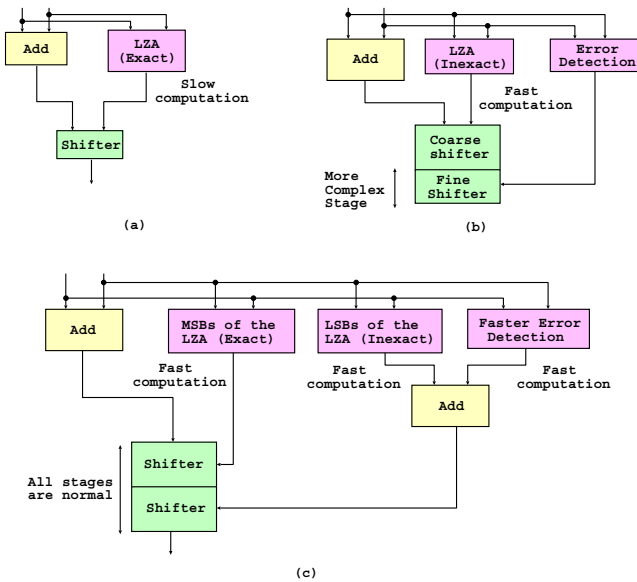 Add
LZA
(Exact)
Slow
computation
Shifter
(a)
Add
LZA
(Inexact)
Error
Detection
Fast
computation
Coarse
shifter
Fine
Shifter
More
Complex
Stage
(b)
Add
MSBs of the
LZA (Exact)
LSBs of the
LZA (Inexact)
Faster Error
Detection
Fast
computation
Fast
computation
Fast
computation
Add
Shifter
Shifter
All stages
are normal
(c)